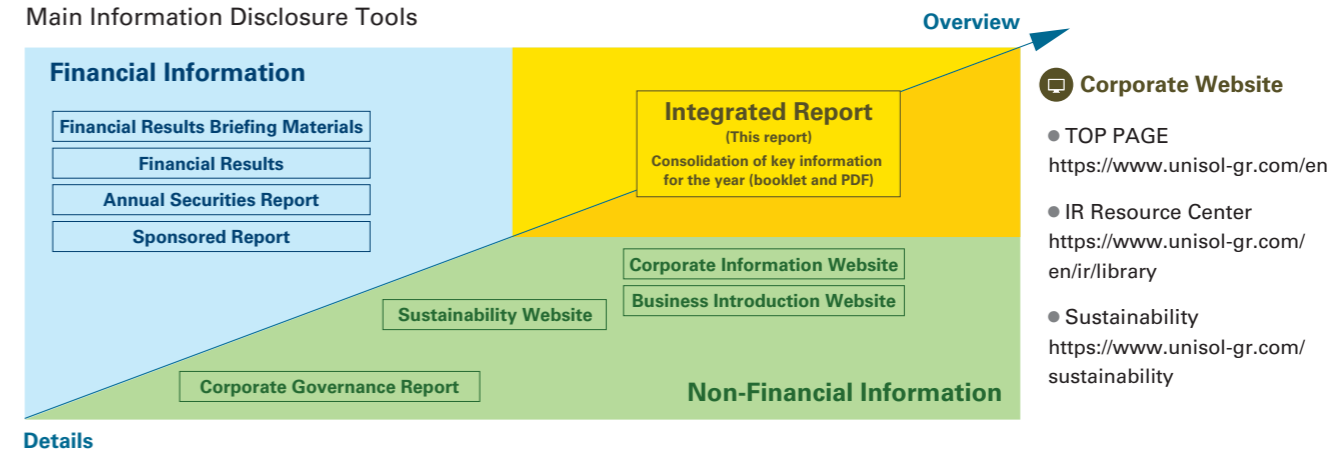 Main Information Disclosure Tools
Overview
Financial Information
Financial Results Briefing Materials
Financial Results
Annual Securities Report
Sponsored Report
Integrated Report
(This report)
Consolidation of key information
for the year (booklet and PDF)
Corporate Information Website
Business Introduction Website
Sustainability Website
Corporate Governance Report
Non-Financial Information
Details
Corporate Website
● TOP PAGE
https://www.unisol-gr.com/en
● IR Resource Center
https://www.unisol-gr.com/
en/ir/library
● Sustainability
https://www.unisol-gr.com/
sustainability